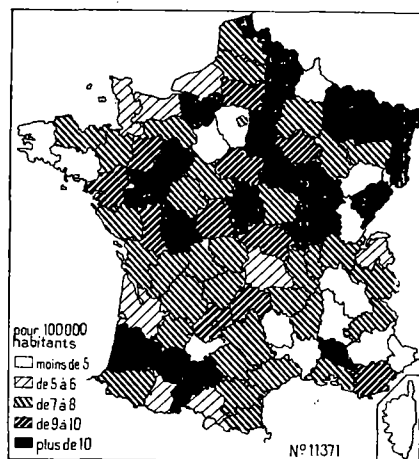 pour 100000
habitants
moins de 5
de 5 à 6
de 7 à 8
de 9 à 10
plus de 10
Nº 11371